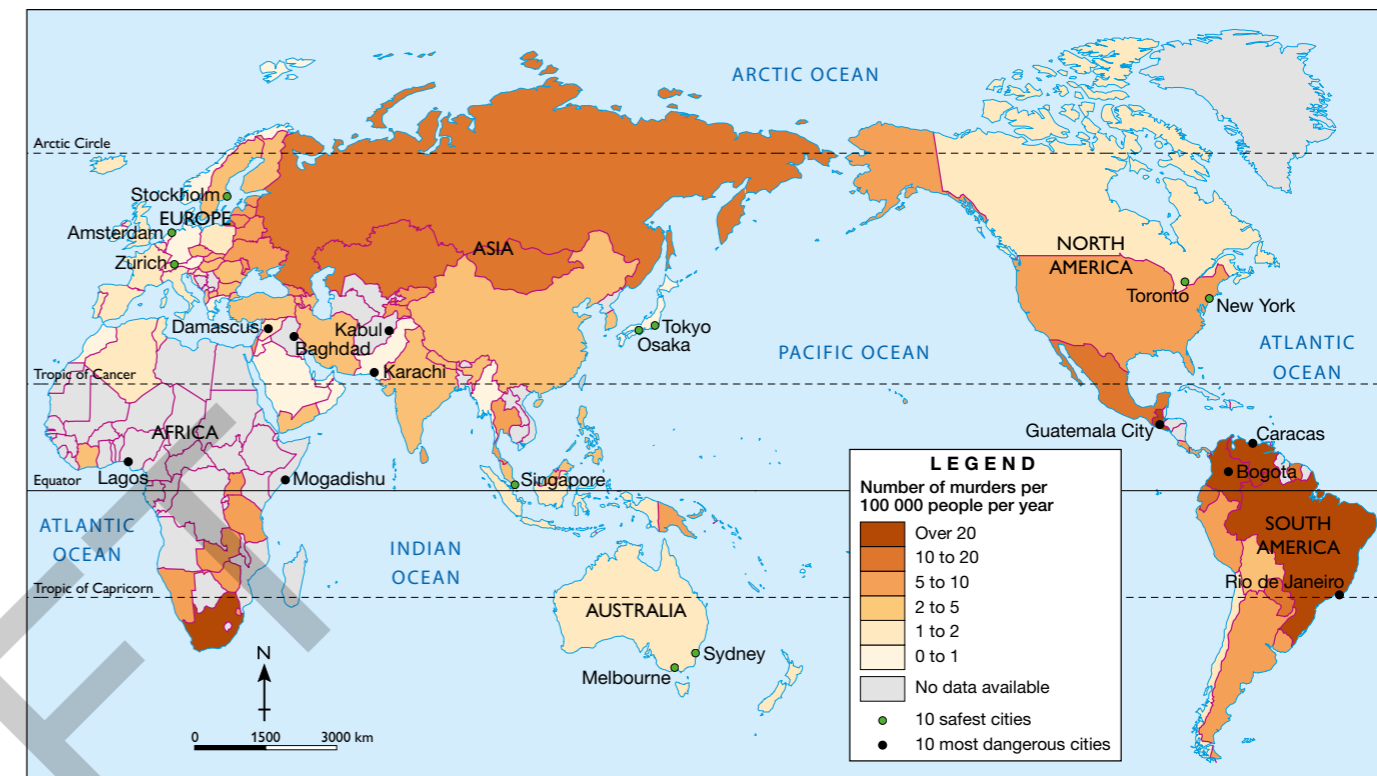 ARCTIC OCEAN
Arctic Circle
Stockholm
EUROPE
Amsterdam
Zurich
ASIA
NORTH
AMERICA
Toronto
New York
Damascus
Kabul
Baghdad
Karachi
Tokyo
Osaka
PACIFIC OCEAN
ATLANTIC
OCEAN
Tropic of Cancer
AFRICA
Lagos
Mogadishu
Singapore
Guatemala City
Caracas
Bogota
Equator
ATLANTIC
OCEAN
INDIAN
OCEAN
SOUTH
AMERICA
Rio de Janeiro
Tropic of Capricorn
AUSTRALIA
Sydney
Melbourne
N
0 1500 3000 km
LEGEND
Number of murders per
100 000 people per year
Over 20
10 to 20
5 to 10
2 to 5
1 to 2
0 to 1
No data available
10 safest cities
10 most dangerous cities